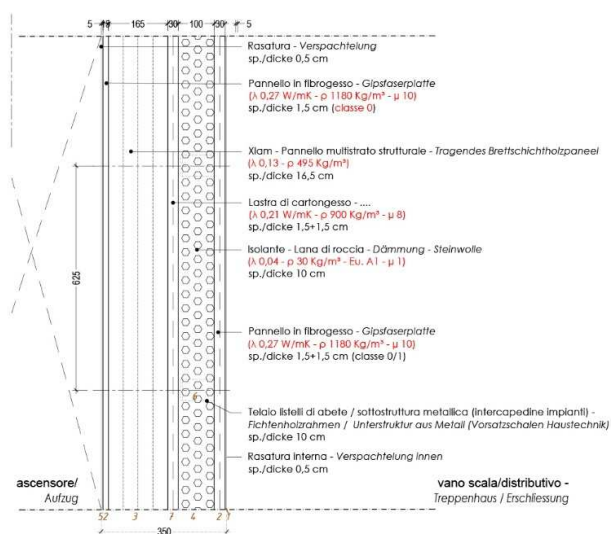 5 15 165 30 100 30 5
Rasatura - Verspachtelung
sp./dicke 0,5 cm
Pannello in fibrogesso - Gipsfaserplatte
(λ 0,27 W/mK - ρ 1180 Kg/m³ - μ 10)
sp./dicke 1,5 cm (classe 0)
Xlam - Pannello multistrato strutturale - Tragendes Brettschichtholzpaneel
(λ 0,13 - ρ 495 Kg/m³)
sp./dicke 16,5 cm
Lastra di cartongesso - ....
(λ 0,21 W/mK - ρ 900 Kg/m³ - μ 8)
sp./dicke 1,5+1,5 cm
Isolante - Lana di roccia - Dämmung - Steinwolle
(λ 0,04 - ρ 30 Kg/m³ - Eu. A1 - μ 1)
sp./dicke 10 cm
625
Pannello in fibrogesso - Gipsfaserplatte
(λ 0,27 W/mK - ρ 1180 Kg/m³ - μ 10)
sp./dicke 1,5+1,5 cm (classe 0/1)
6
Telaio listelli di abete / sottostruttura metallica (intercapedine impianti) -
Fichtenholzrahmen / Unterstruktur aus Metall (Vorsatzschalen Haustechnik)
sp./dicke 10 cm
Rasatura interna - Verspachtelung innen
sp./dicke 0,5 cm
ascensore/
Aufzug
vano scala/distributivo -
Treppenhaus / Erschliessung
5 2 3 7 4 2 1
350